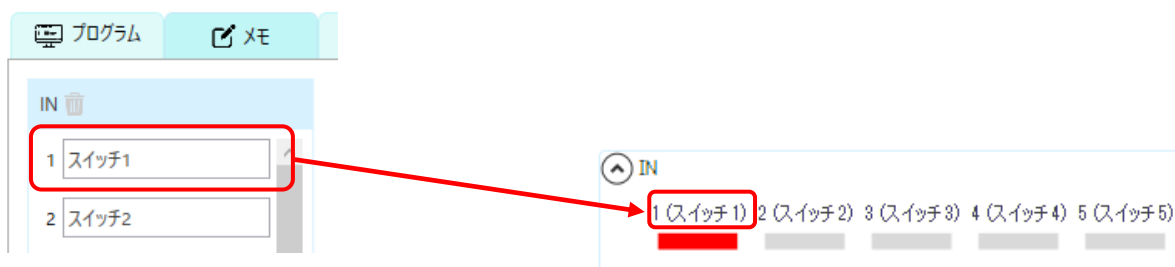 プログラム メモ
IN
1 スイッチ1
2 スイッチ2
IN
1 (スイッチ1) 2 (スイッチ2) 3 (スイッチ3) 4 (スイッチ4) 5 (スイッチ5)